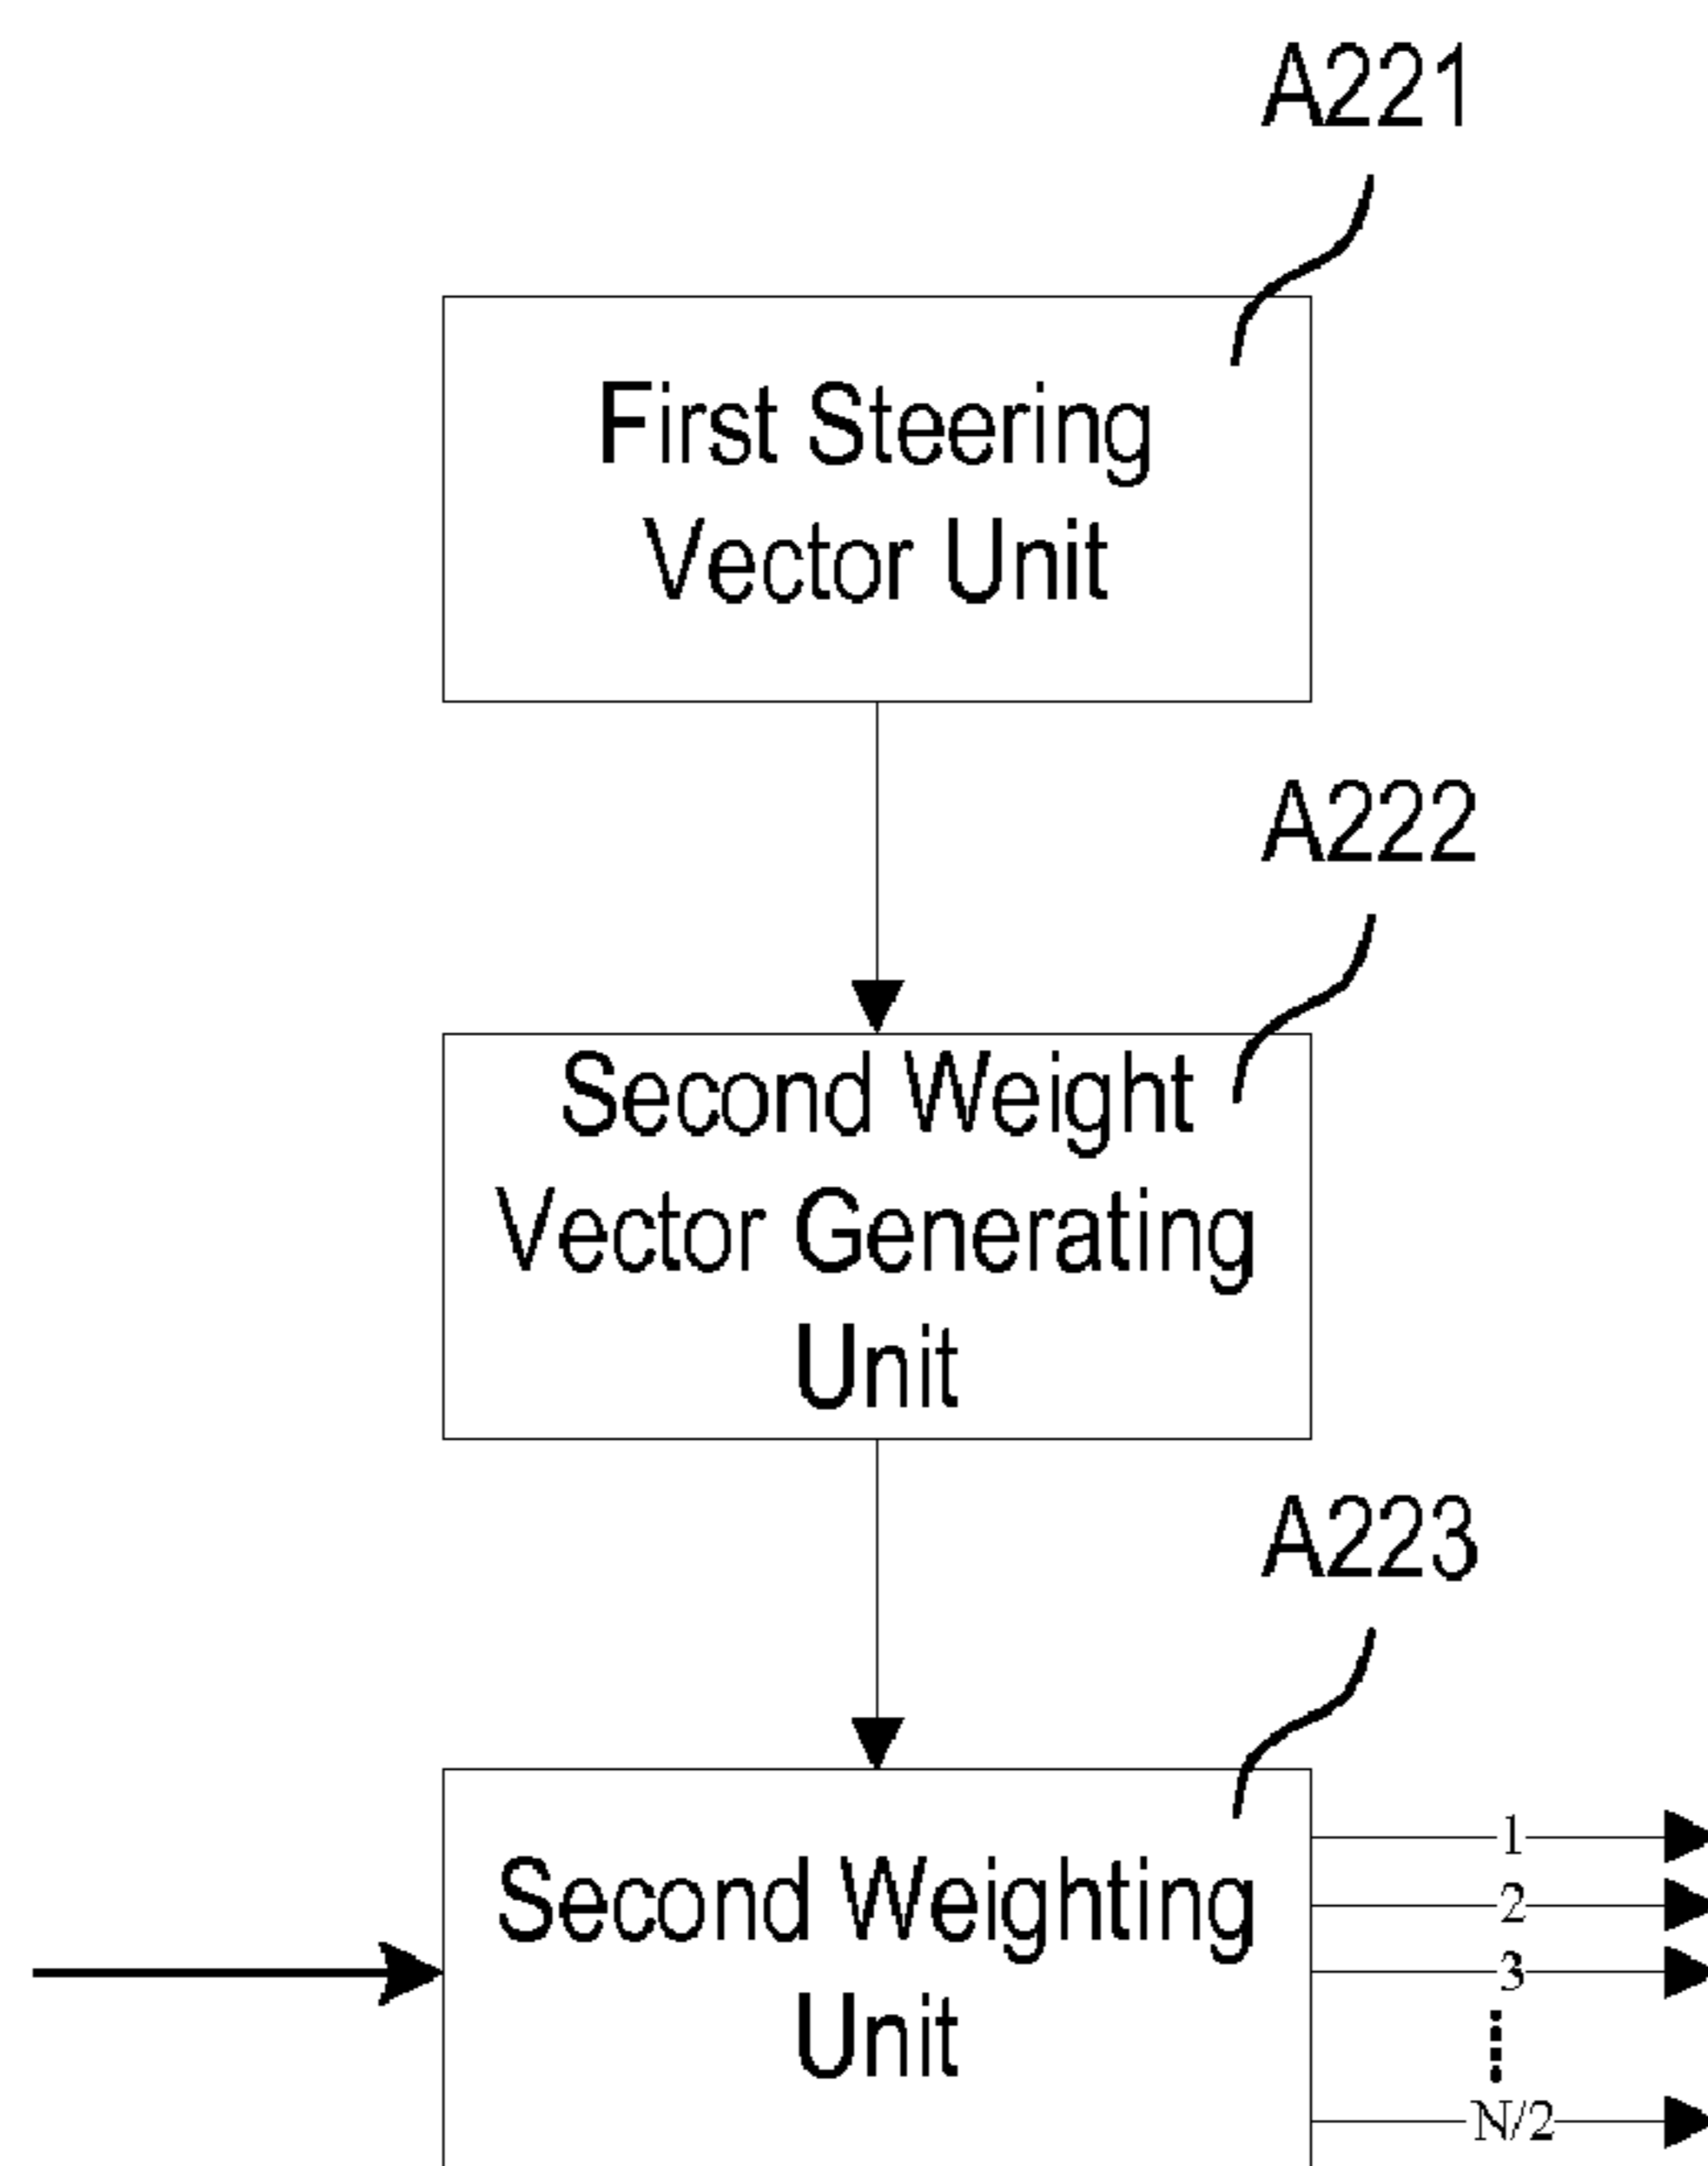 A221
First Steering
Vector Unit
A222
Second Weight
Vector Generating
Unit
A223
Second Weighting
Unit
1
2
3
N/2